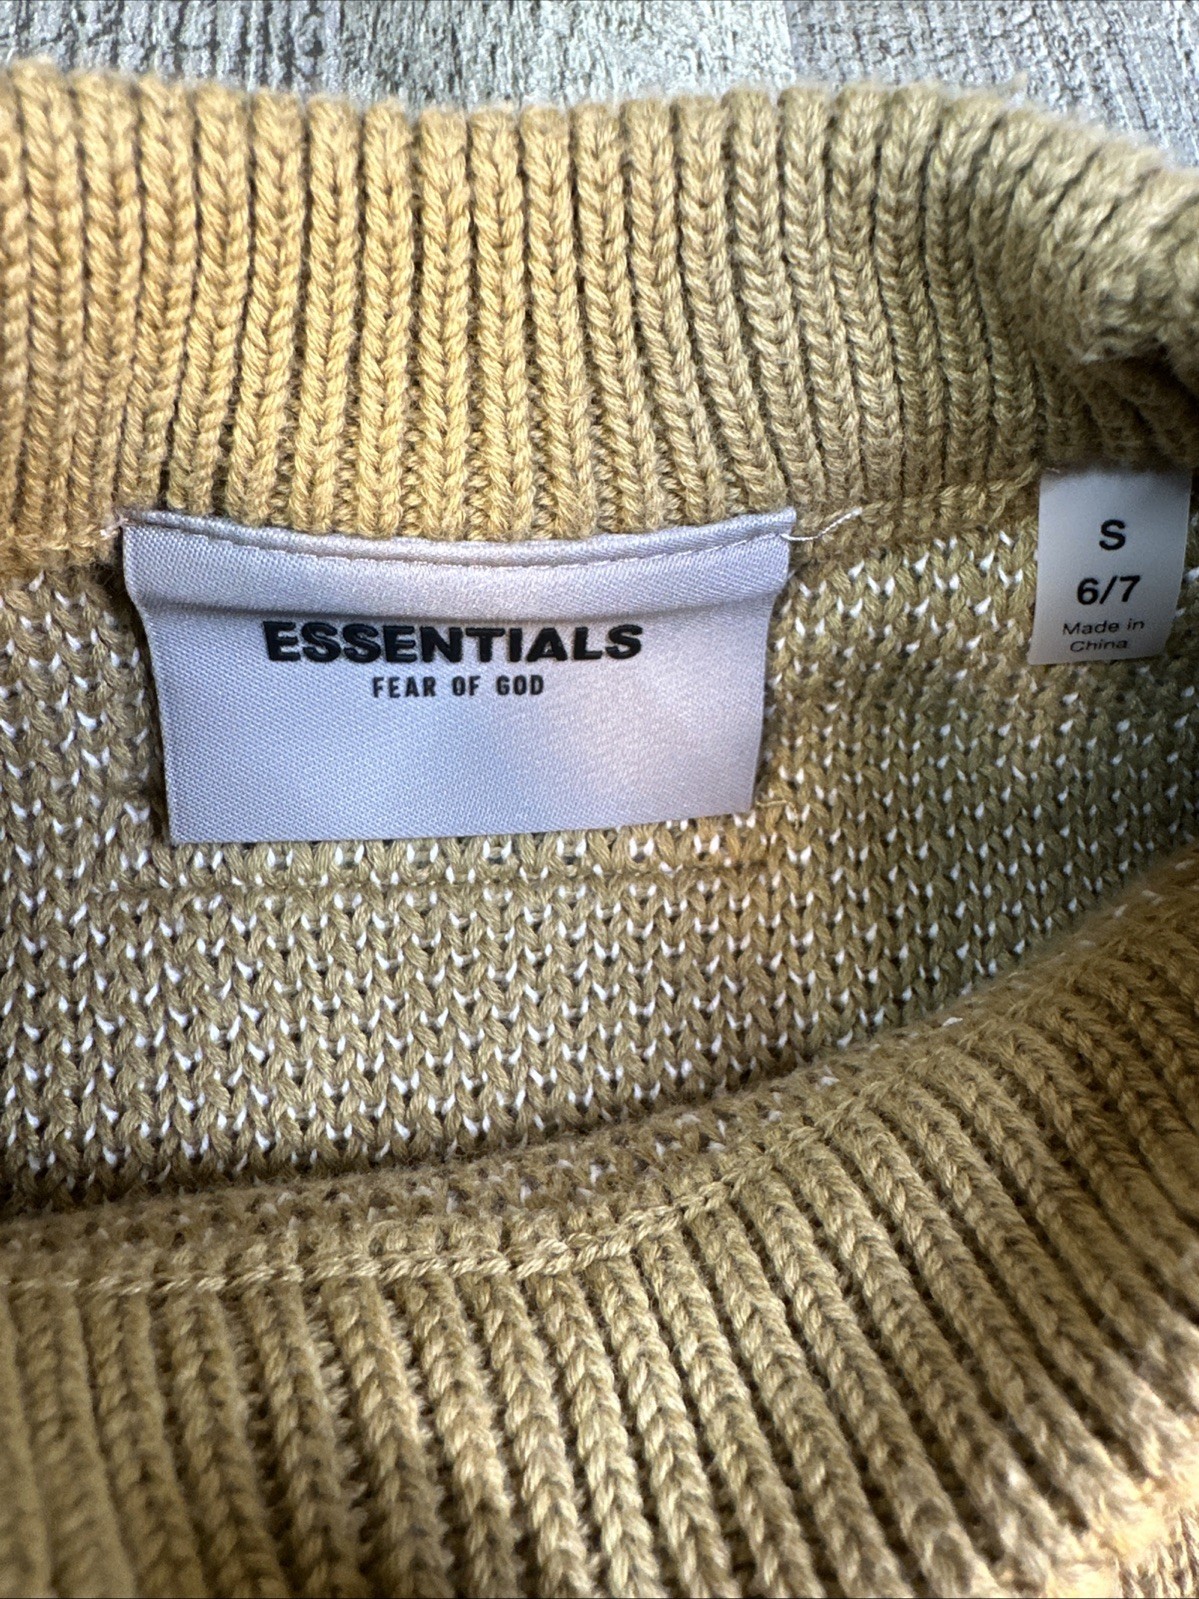 ESSENTIALS
FEAR OF GOD
S
6/7
Made in
China